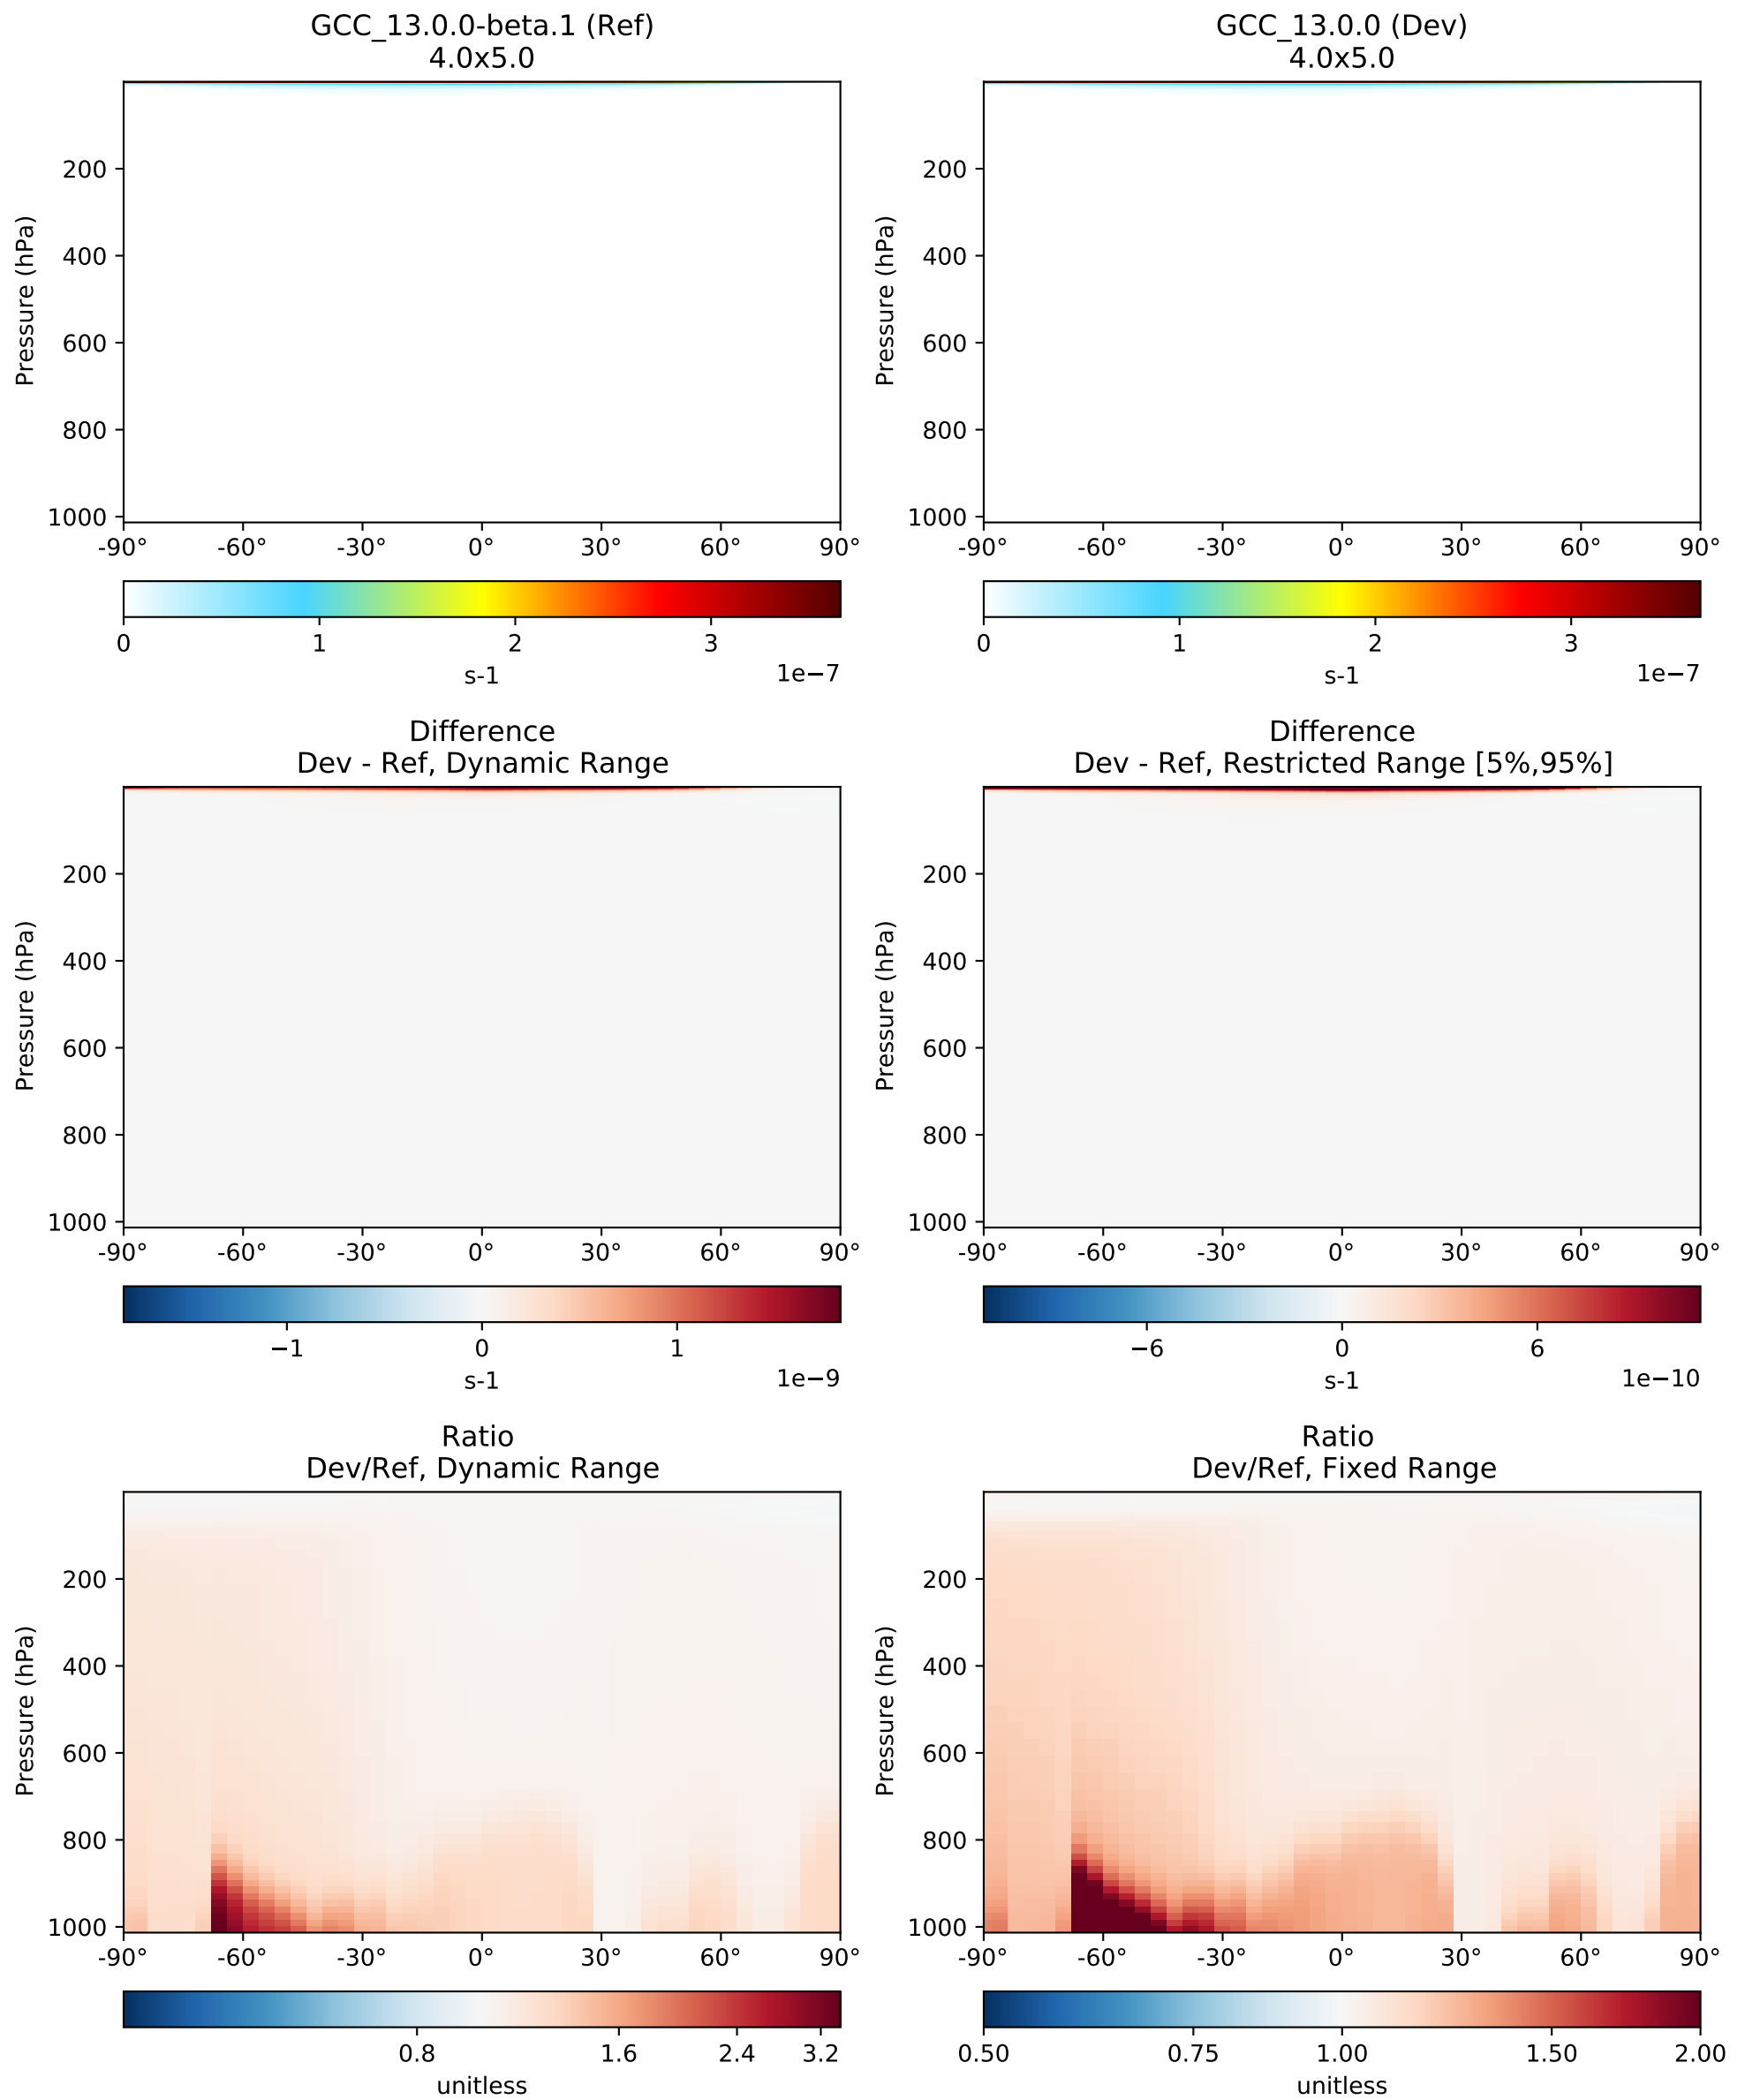 GCC_13.0.0-beta.1 (Ref)
4.0x5.0
Pressure (hPa)
200
400
600
800
1000
-90° -60° -30° 0° 30° 60° 90°
0 1 2 3
s-1
1e−7
GCC_13.0.0 (Dev)
4.0x5.0
Pressure (hPa)
200
400
600
800
1000
-90° -60° -30° 0° 30° 60° 90°
0 1 2 3
s-1
1e−7
Difference
Dev - Ref, Dynamic Range
Pressure (hPa)
200
400
600
800
1000
-90° -60° -30° 0° 30° 60° 90°
−1 0 1
s-1
1e−9
Difference
Dev - Ref, Restricted Range [5%,95%]
Pressure (hPa)
200
400
600
800
1000
-90° -60° -30° 0° 30° 60° 90°
−6 0 6
s-1
1e−10
Ratio
Dev/Ref, Dynamic Range
Pressure (hPa)
200
400
600
800
1000
-90° -60° -30° 0° 30° 60° 90°
0.8 1.6 2.4 3.2
unitless
Ratio
Dev/Ref, Fixed Range
Pressure (hPa)
200
400
600
800
1000
-90° -60° -30° 0° 30° 60° 90°
0.50 0.75 1.00 1.50 2.00
unitless